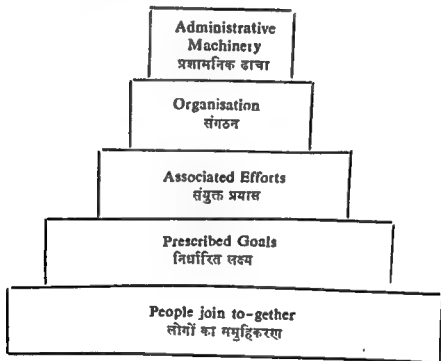 Administrative
Machinery
प्रशासनिक ढाचा
Organisation
संगठन
Associated Efforts
संयुक्त प्रयास
Prescribed Goals
निर्धारित लक्ष्य
People join to-gether
लोगों का समुहिकरण